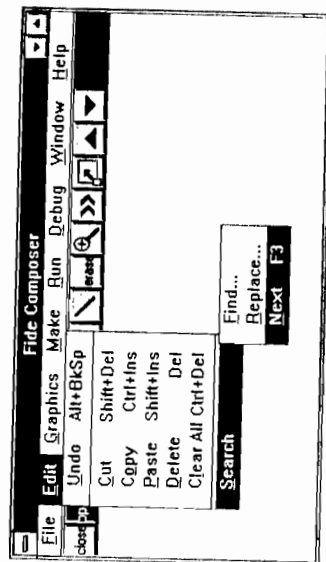 Fide Composer
File Edit Graphics Make Run Debug Window Help
erase
Undo Alt+BkSp
Cut Shift+Del
Copy Ctrl+Ins
Paste Shift+Ins
Delete Del
Clear All Ctrl+Del
Search
Find...
Replace...
Next F3